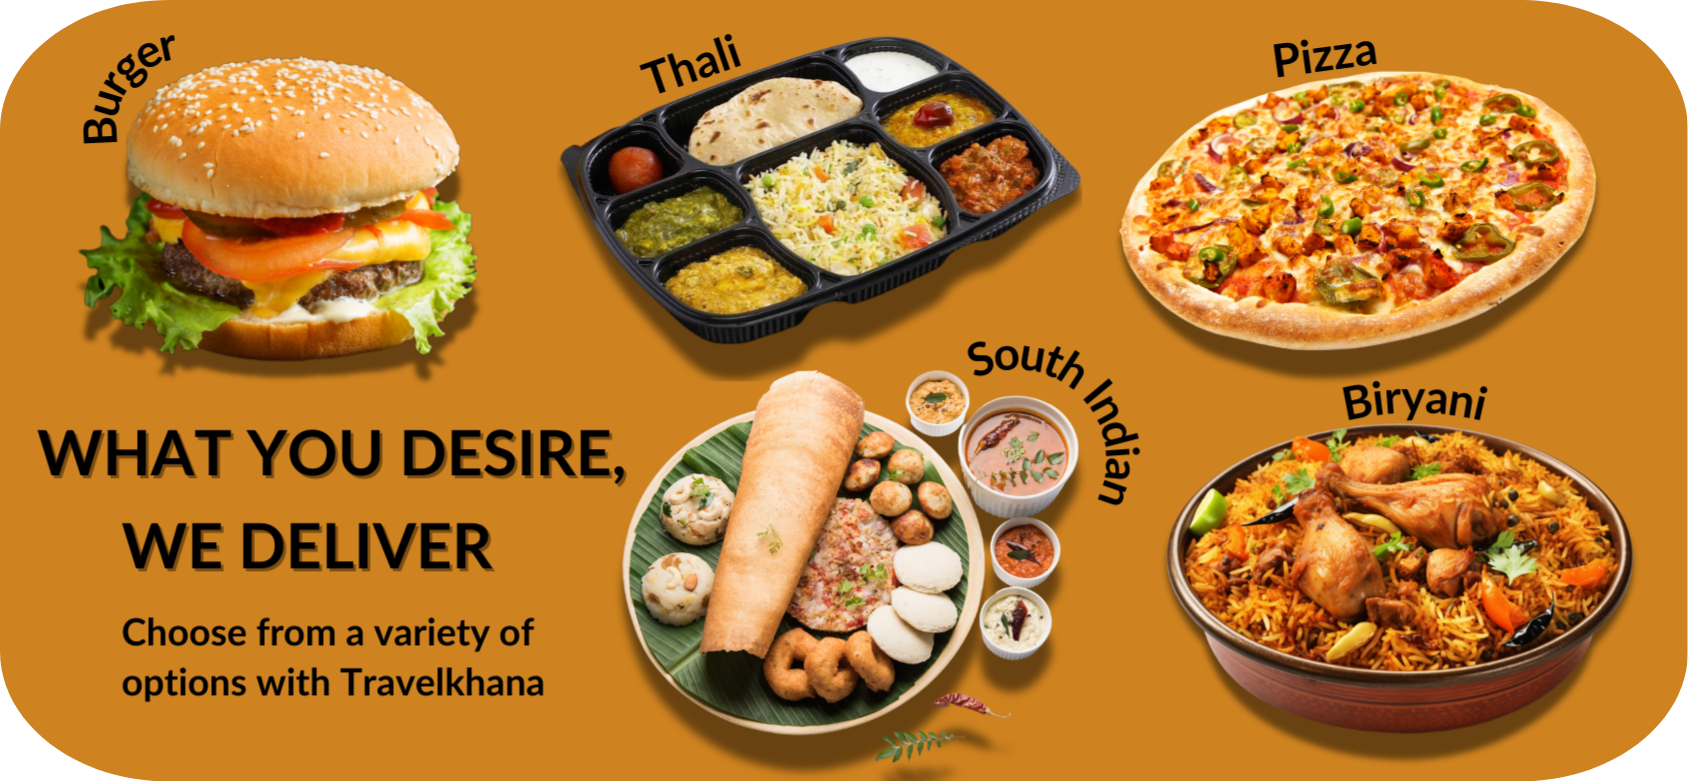 Burger
Thali
Pizza
South Indian
Biryani
WHAT YOU DESIRE,
WE DELIVER
Choose from a variety of
options with Travelkhana